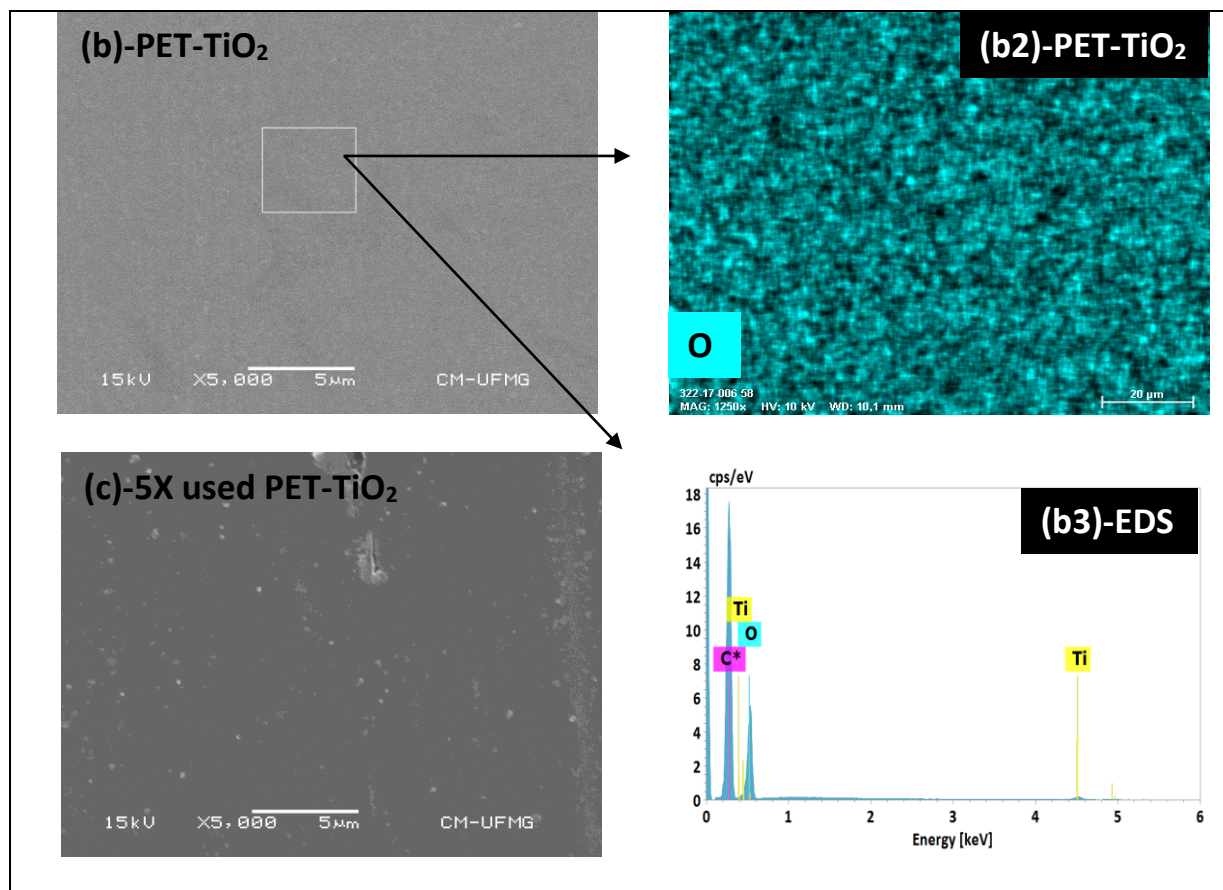 (b)-PET-TiO₂
15kV X5,000 5µm CM-UFMG
(b2)-PET-TiO₂
O
322-17-006 58
MAG: 1250x HV: 10 kV WD: 10,1 mm
20 µm
(c)-5X used PET-TiO₂
15kV X5,000 5µm CM-UFMG
cps/eV
(b3)-EDS
18
16
14
12
10
8
6
4
2
0
Ti
O
C*
Ti
0 1 2 3 4 5 6
Energy [keV]